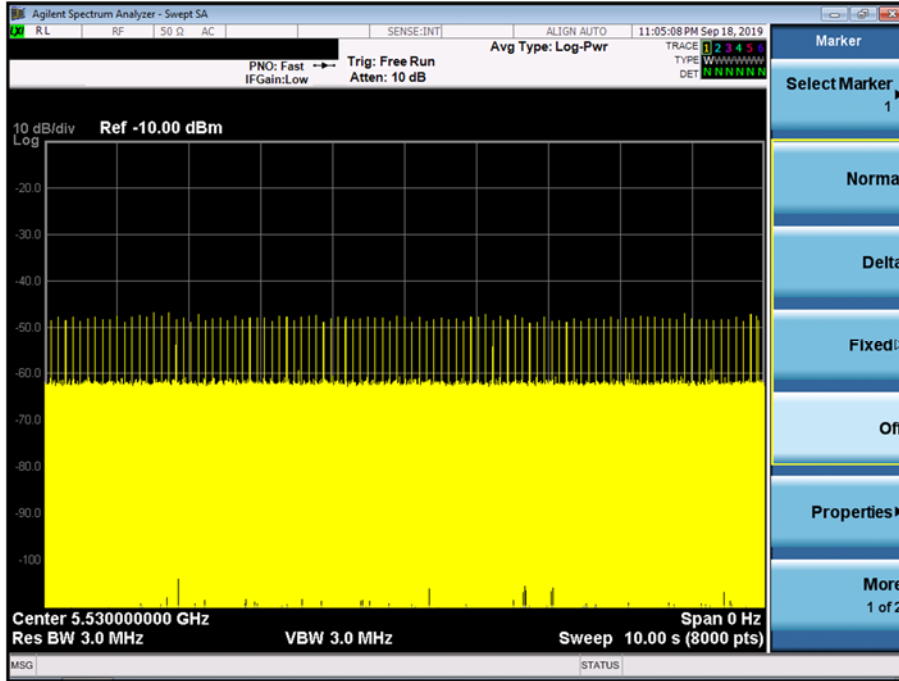 Agilent Spectrum Analyzer - Swept SA
LXI RL RF 50 Ω AC SENSE:INT ALIGN AUTO 11:05:08 PM Sep 18, 2019
Marker
Avg Type: Log-Pwr
TRACE 1 2 3 4 5 6
PNO: Fast Trig: Free Run
TYPE WWWWWWW
IFGain:Low Atten: 10 dB
DET N N N N N N
Select Marker
1
10 dB/div Ref -10.00 dBm
Log
-20.0
-30.0
-40.0
-50.0
-60.0
-70.0
-80.0
-90.0
-100
Norma
Delta
Fixed
Off
Properties
More
1 of 2
Center 5.530000000 GHz Span 0 Hz
Res BW 3.0 MHz VBW 3.0 MHz Sweep 10.00 s (8000 pts)
MSG STATUS